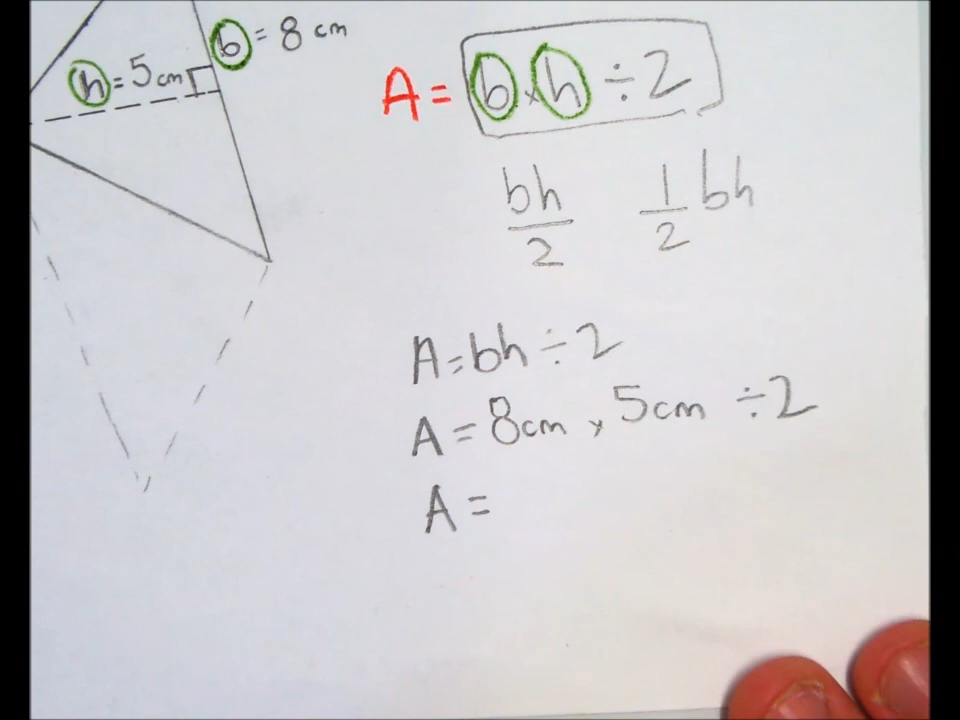 b = 8 cm
h = 5 cm
A = b x h ÷ 2
bh/2 1/2 bh
A = bh ÷ 2
A = 8cm x 5cm ÷ 2
A =